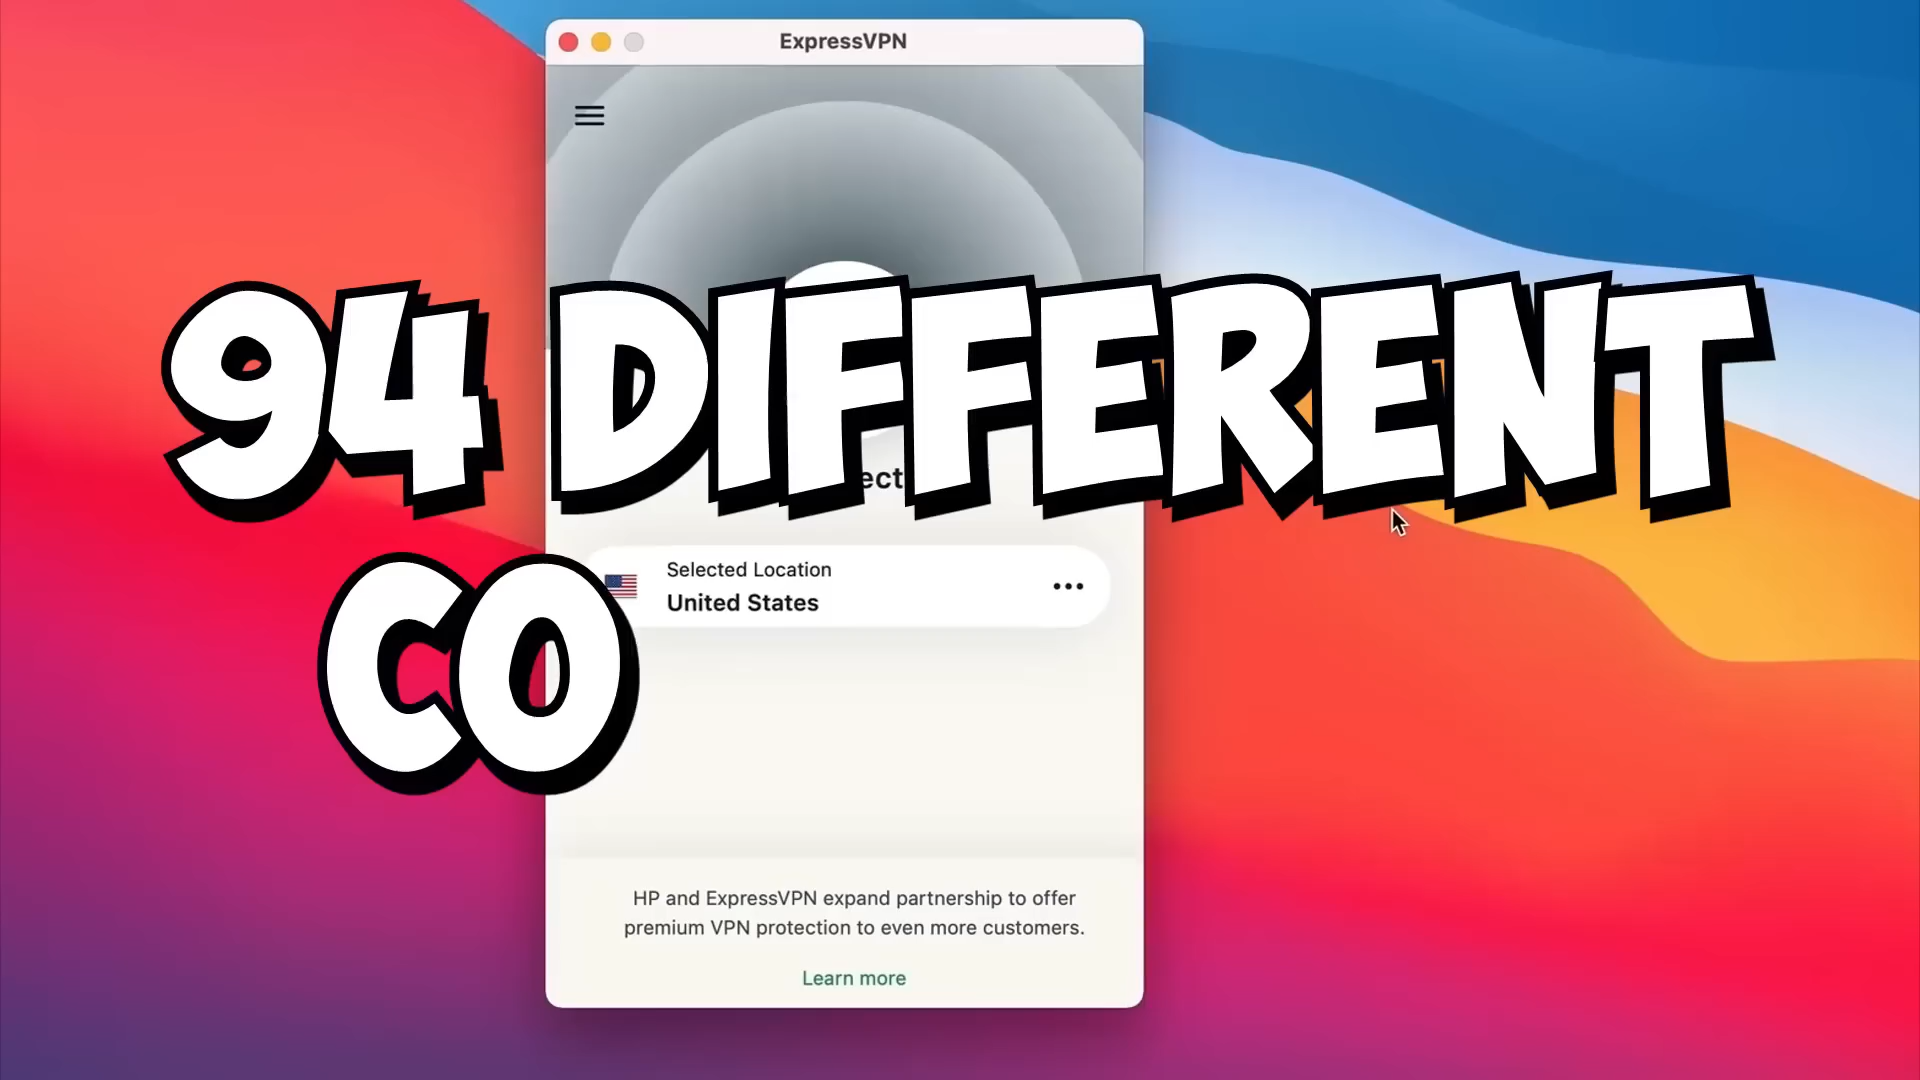 ExpressVPN
94 DIFFERENT
CO
Selected Location
United States
HP and ExpressVPN expand partnership to offer
premium VPN protection to even more customers.
Learn more